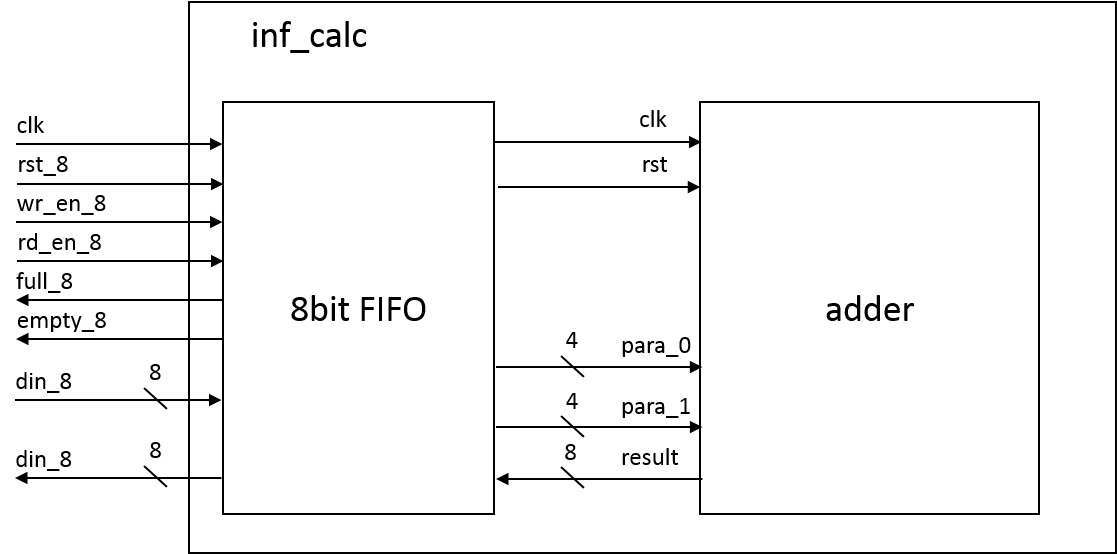 inf_calc
clk
rst_8
wr_en_8
rd_en_8
full_8
empty_8
din_8
8
din_8
8
8bit FIFO
clk
rst
4
para_0
4
para_1
8
result
adder